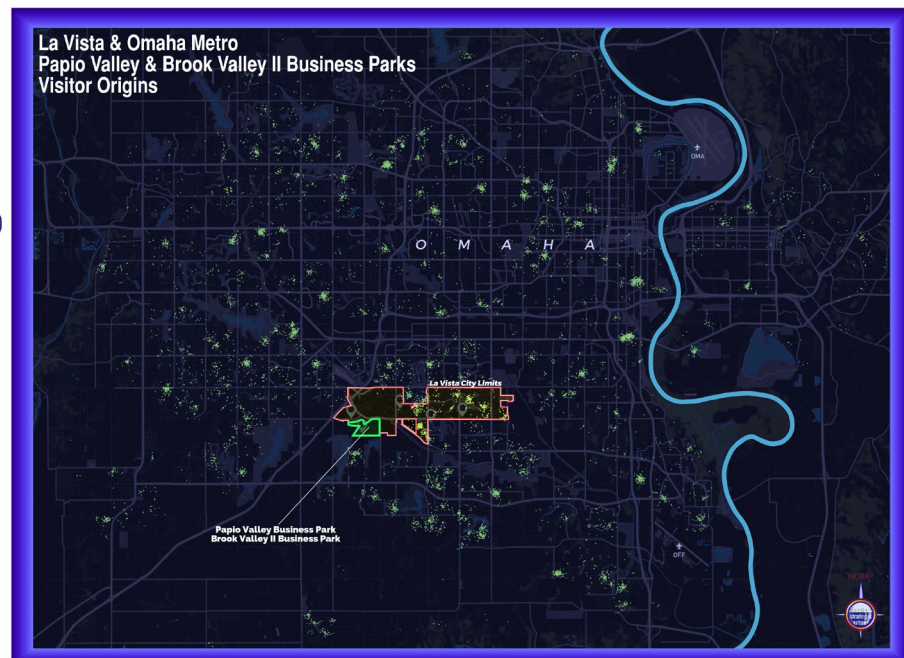 La Vista & Omaha Metro
Papio Valley & Brook Valley II Business Parks
Visitor Origins
OMA
O M A H A
La Vista City Limits
Papio Valley Business Park
Brook Valley II Business Park
OFF
NORTH